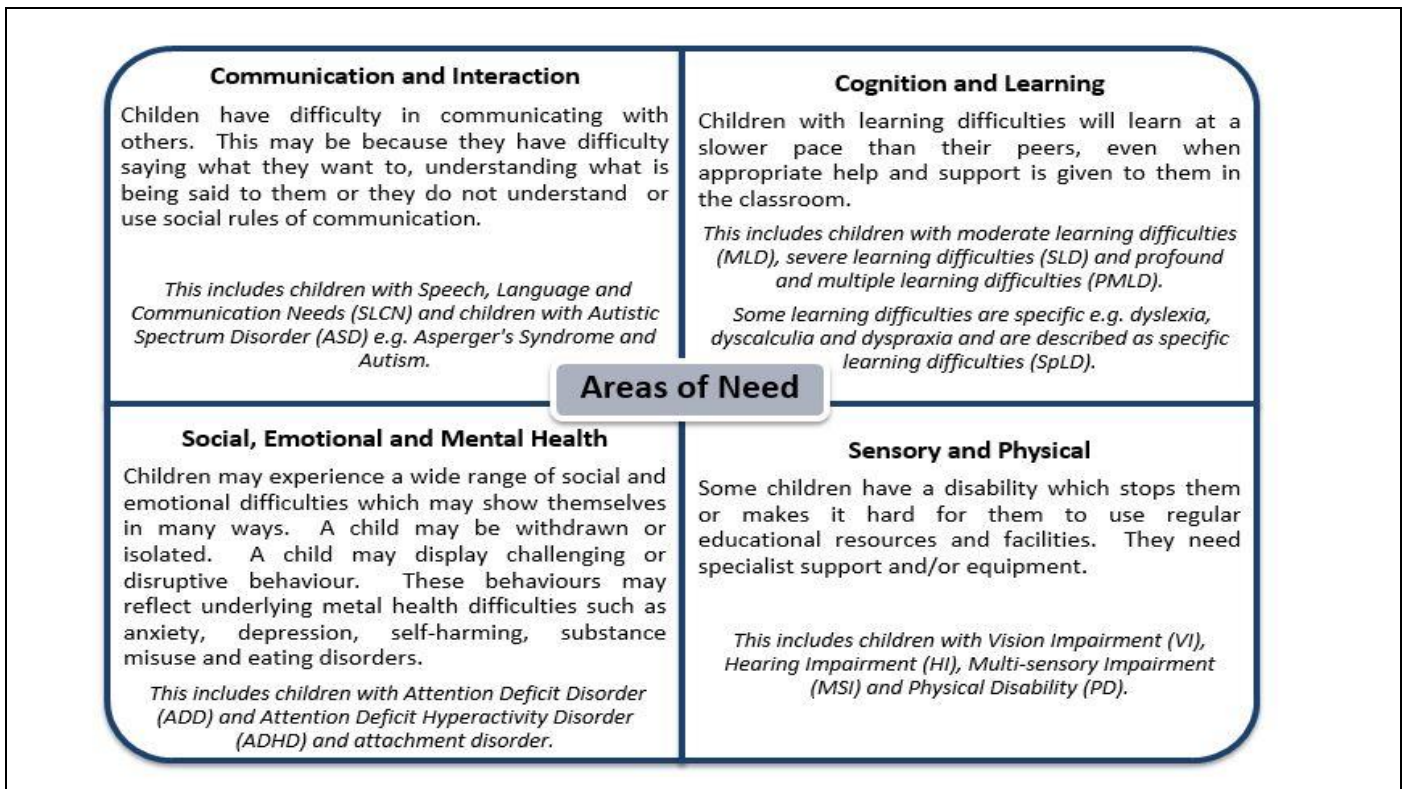 Communication and Interaction
Childen have difficulty in communicating with
others. This may be because they have difficulty
saying what they want to, understanding what is
being said to them or they do not understand or
use social rules of communication.
This includes children with Speech, Language and
Communication Needs (SLCN) and children with Autistic
Spectrum Disorder (ASD) e.g. Asperger's Syndrome and
Autism.
Cognition and Learning
Children with learning difficulties will learn at a
slower pace than their peers, even when
appropriate help and support is given to them in
the classroom.
This includes children with moderate learning difficulties
(MLD), severe learning difficulties (SLD) and profound
and multiple learning difficulties (PMLD).
Some learning difficulties are specific e.g. dyslexia,
dyscalculia and dyspraxia and are described as specific
learning difficulties (SpLD).
Areas of Need
Social, Emotional and Mental Health
Children may experience a wide range of social and
emotional difficulties which may show themselves
in many ways. A child may be withdrawn or
isolated. A child may display challenging or
disruptive behaviour. These behaviours may
reflect underlying metal health difficulties such as
anxiety, depression, self-harming, substance
misuse and eating disorders.
This includes children with Attention Deficit Disorder
(ADD) and Attention Deficit Hyperactivity Disorder
(ADHD) and attachment disorder.
Sensory and Physical
Some children have a disability which stops them
or makes it hard for them to use regular
educational resources and facilities. They need
specialist support and/or equipment.
This includes children with Vision Impairment (VI),
Hearing Impairment (HI), Multi-sensory Impairment
(MSI) and Physical Disability (PD).